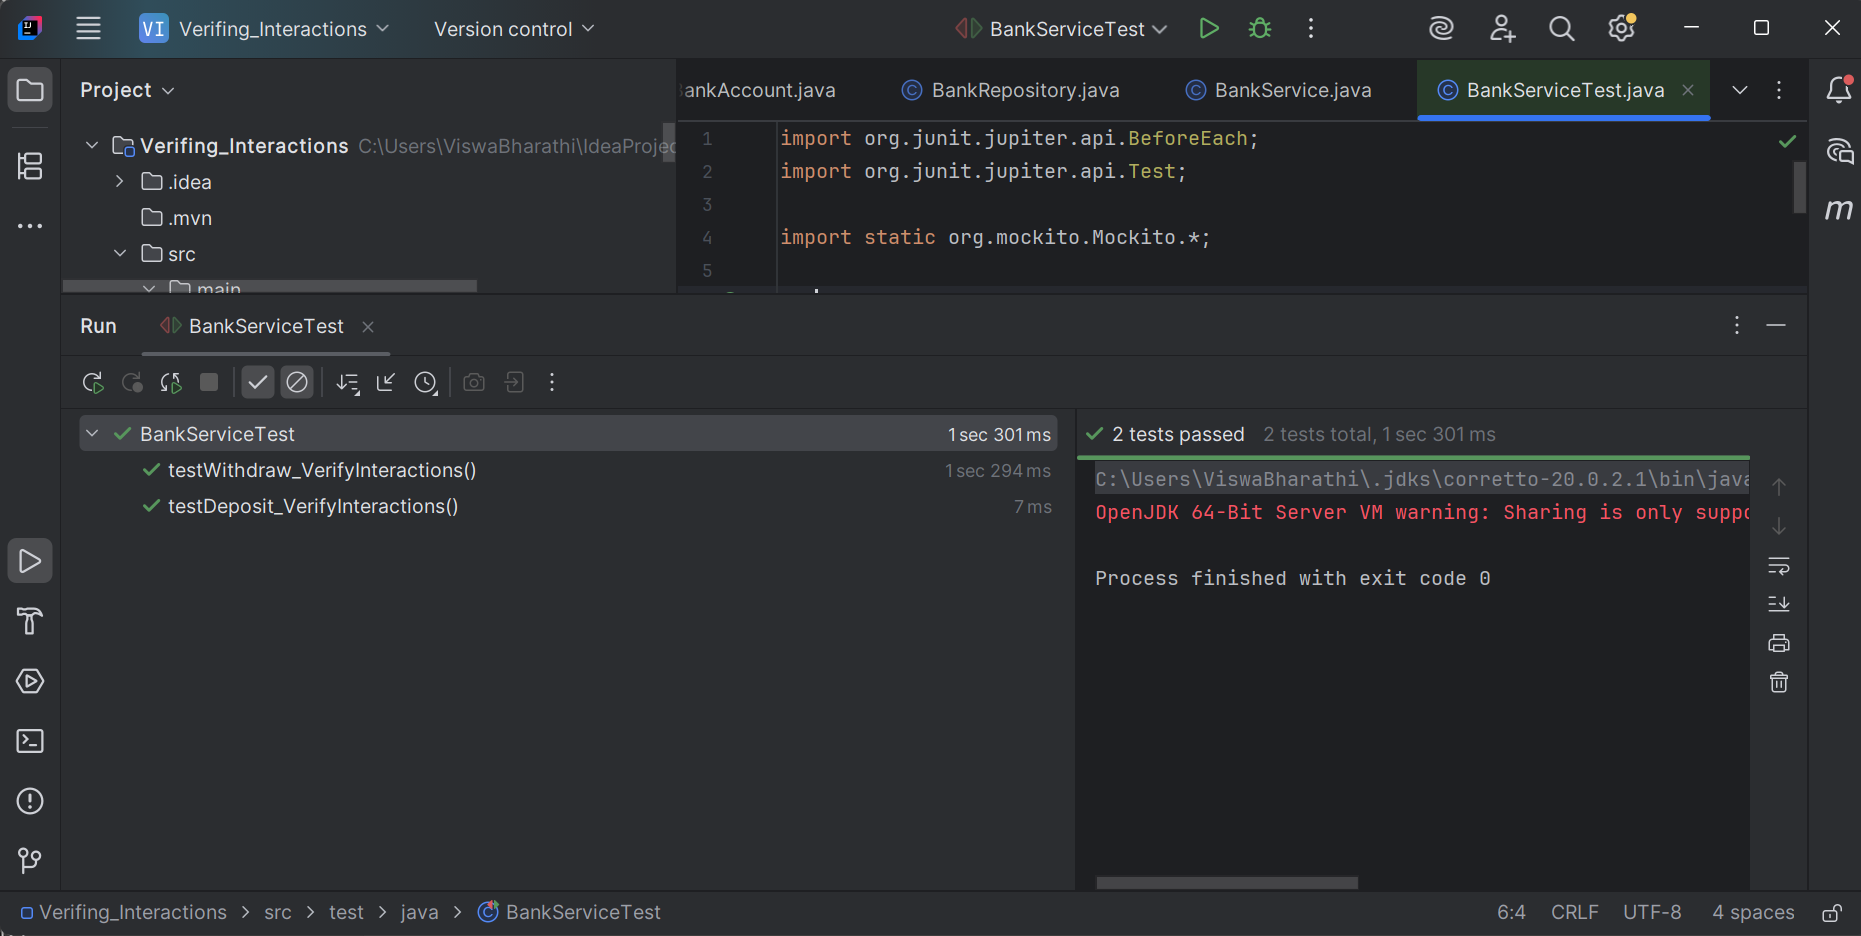 VI Verifing_Interactions Version control BankServiceTest
Project
ankAccount.java BankRepository.java BankService.java BankServiceTest.java
Verifing_Interactions C:\Users\ViswaBharathi\IdeaProjec
.idea
.mvn
src
main
1 import org.junit.jupiter.api.BeforeEach;
2 import org.junit.jupiter.api.Test;
3
4 import static org.mockito.Mockito.*;
5
Run BankServiceTest
BankServiceTest 1 sec 301 ms
testWithdraw_VerifyInteractions() 1 sec 294 ms
testDeposit_VerifyInteractions() 7 ms
2 tests passed 2 tests total, 1 sec 301 ms
C:\Users\ViswaBharathi\.jdks\corretto-20.0.2.1\bin\java
OpenJDK 64-Bit Server VM warning: Sharing is only suppo
Process finished with exit code 0
Verifing_Interactions > src > test > java > BankServiceTest 6:4 CRLF UTF-8 4 spaces